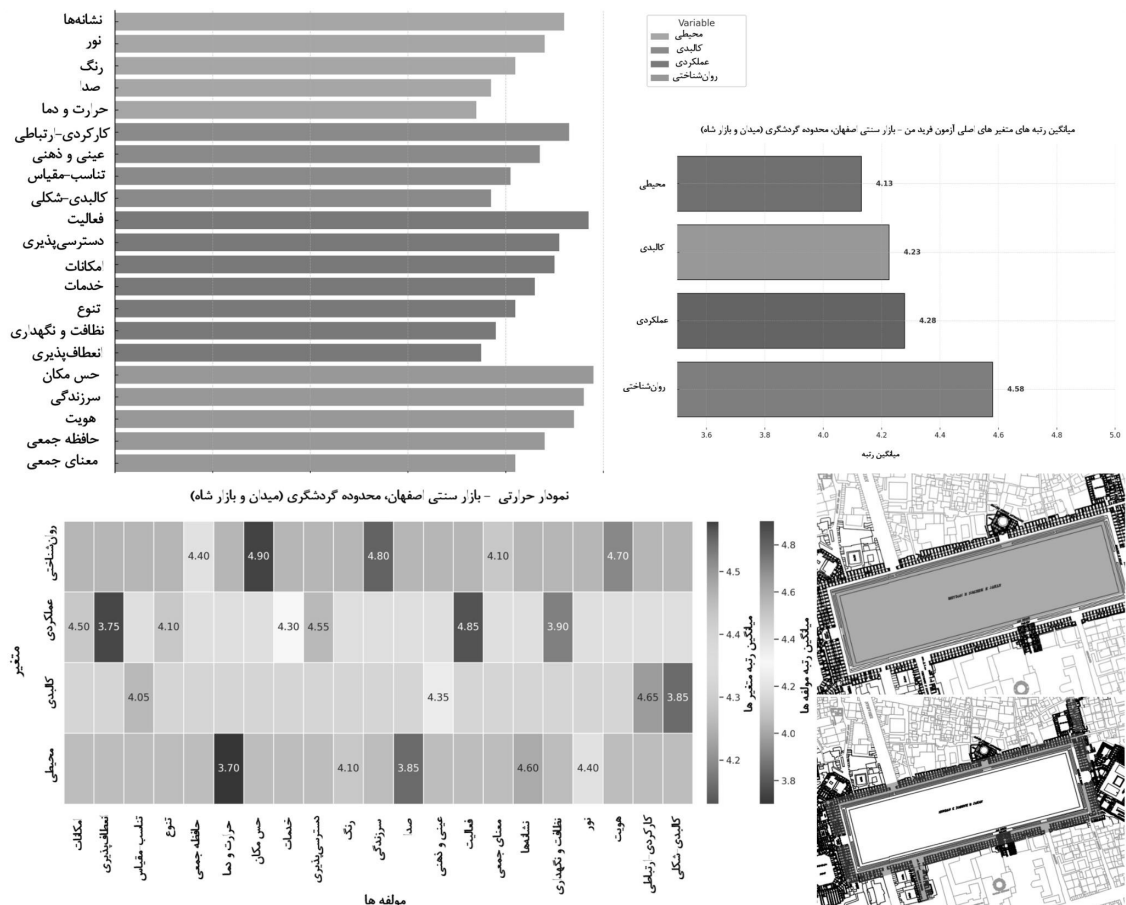 نشانه‌ها
نور
رنگ
صدا
حرارت و دما
کارکردی-ارتباطی
عینی و ذهنی
تناسب-مقیاس
کالبدی-شکلی
فعالیت
دسترسی‌پذیری
امکانات
خدمات
تنوع
نظافت و نگهداری
انعطاف‌پذیری
حس مکان
سرزندگی
هویت
حافظه جمعی
معنای جمعی
Variable
محیطی
کالبدی
عملکردی
روان‌شناختی
میانگین رتبه های متغیر های اصلی آزمون فرید من - بازار سنتی اصفهان، محدوده گردشگری (میدان و بازار شاه)
محیطی 4.13
کالبدی 4.23
عملکردی 4.28
روان‌شناختی 4.58
3.6 3.8 4.0 4.2 4.4 4.6 4.8 5.0
میانگین رتبه
نمودار حرارتی - بازار سنتی اصفهان، محدوده گردشگری (میدان و بازار شاه)
متغیر
روان‌شناختی 4.40 4.90 4.80 4.10 4.70
عملکردی 4.50 3.75 4.10 4.30 4.55 4.85 3.90
کالبدی 4.05 4.35 4.65 3.85
محیطی 3.70 4.10 3.85 4.60 4.40
امکانات
انعطاف‌پذیری
تناسب مقیاس
تنوع
حافظه جمعی
حرارت و دما
حس مکان
خدمات
دسترسی‌پذیری
رنگ
سرزندگی
صدا
عینی و ذهنی
فعالیت
معنای جمعی
نشانه‌ها
نظافت و نگهداری
نور
هویت
کارکردی ارتباطی
کالبدی شکلی
مولفه ها
4.5
4.4
4.3
4.2
میانگین رتبه متغیر ها
4.8
4.6
4.4
4.2
4.0
3.8
میانگین رتبه مولفه ها